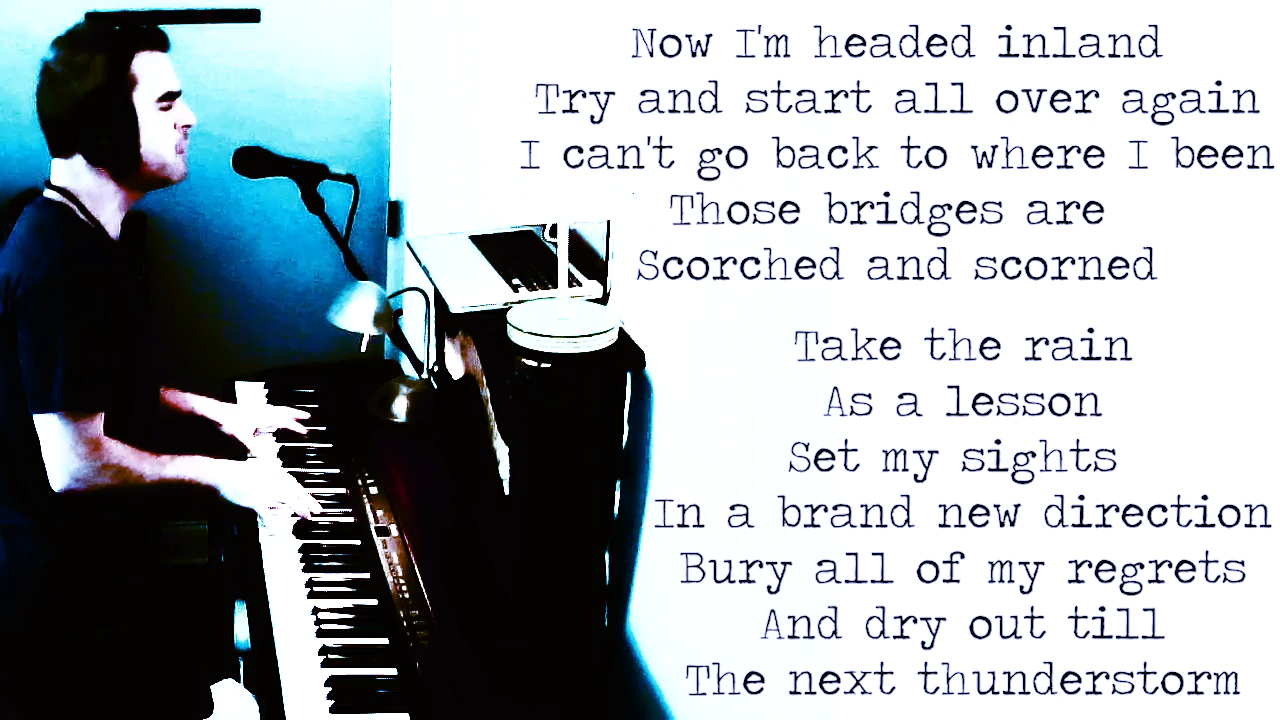 Now I'm headed inland
Try and start all over again
I can't go back to where I been
Those bridges are
Scorched and scorned
Take the rain
As a lesson
Set my sights
In a brand new direction
Bury all of my regrets
And dry out till
The next thunderstorm